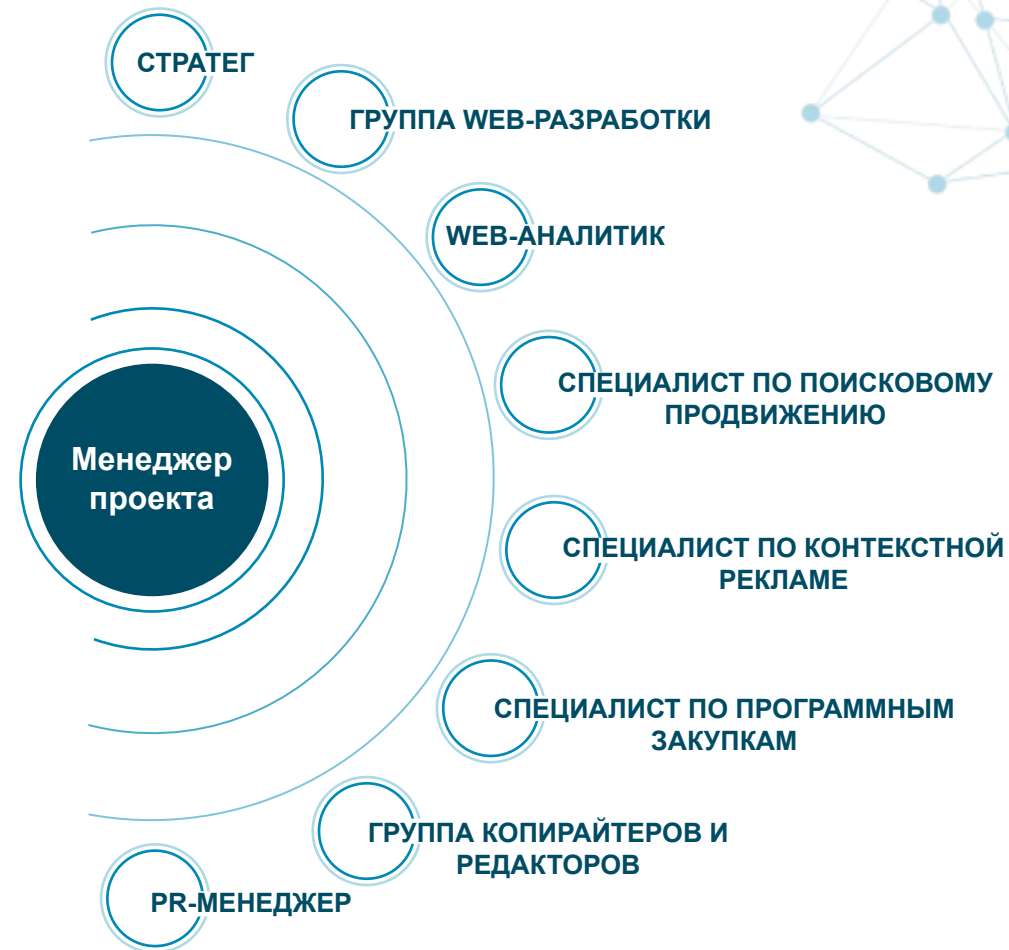 СТРАТЕГ
ГРУППА WEB-РАЗРАБОТКИ
WEB-АНАЛИТИК
СПЕЦИАЛИСТ ПО ПОИСКОВОМУ
ПРОДВИЖЕНИЮ
Менеджер
проекта
СПЕЦИАЛИСТ ПО КОНТЕКСТНОЙ
РЕКЛАМЕ
СПЕЦИАЛИСТ ПО ПРОГРАММНЫМ
ЗАКУПКАМ
ГРУППА КОПИРАЙТЕРОВ И
РЕДАКТОРОВ
PR-МЕНЕДЖЕР